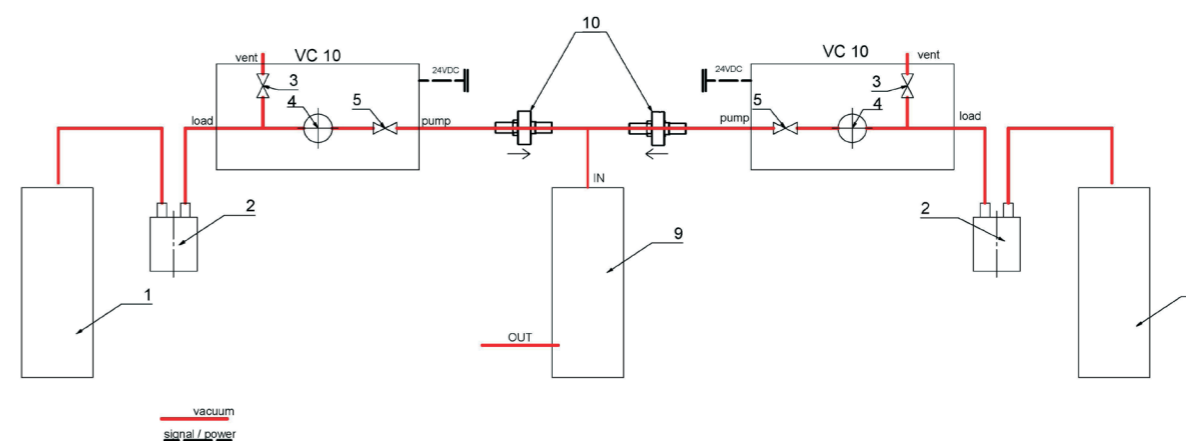 10
VC 10
VC 10
vent
vent
24VDC
24VDC
3
3
4
4
5
5
load
load
pump
pump
IN
2
2
9
1
OUT
vacuum
signal / power